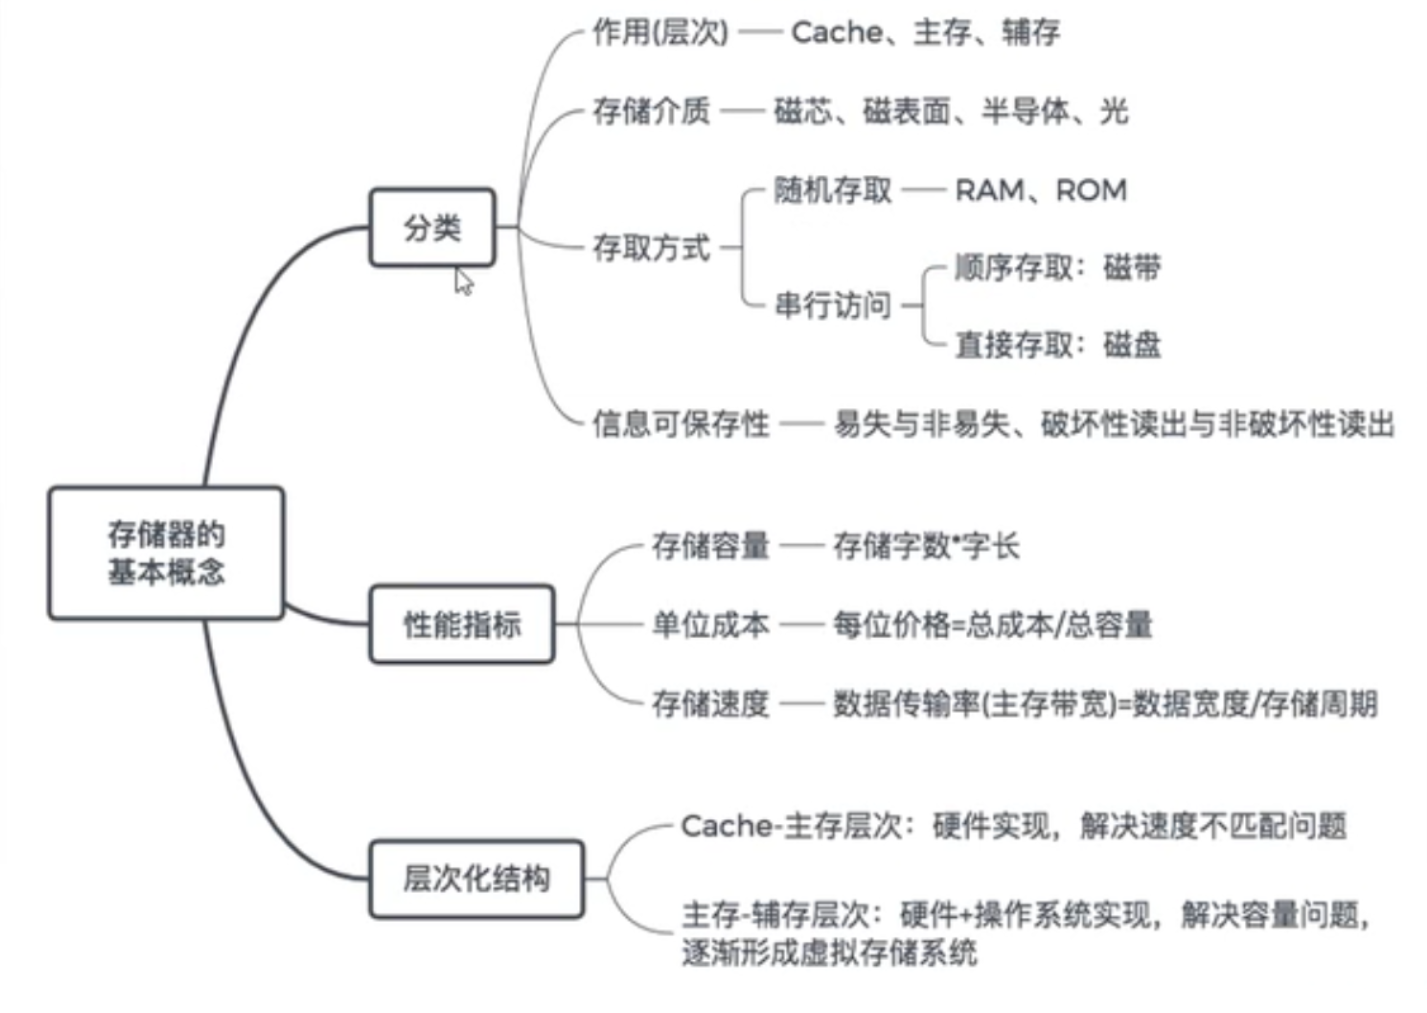 作用(层次)
Cache、主存、辅存
存储介质
磁芯、磁表面、半导体、光
随机存取
RAM、ROM
分类
存取方式
顺序存取：磁带
串行访问
直接存取：磁盘
信息可保存性
易失与非易失、破坏性读出与非破坏性读出
存储器的
基本概念
存储容量
存储字数*字长
性能指标
单位成本
每位价格=总成本/总容量
存储速度
数据传输率(主存带宽)=数据宽度/存储周期
层次化结构
Cache-主存层次：硬件实现，解决速度不匹配问题
主存-辅存层次：硬件+操作系统实现，解决容量问题，
逐渐形成虚拟存储系统